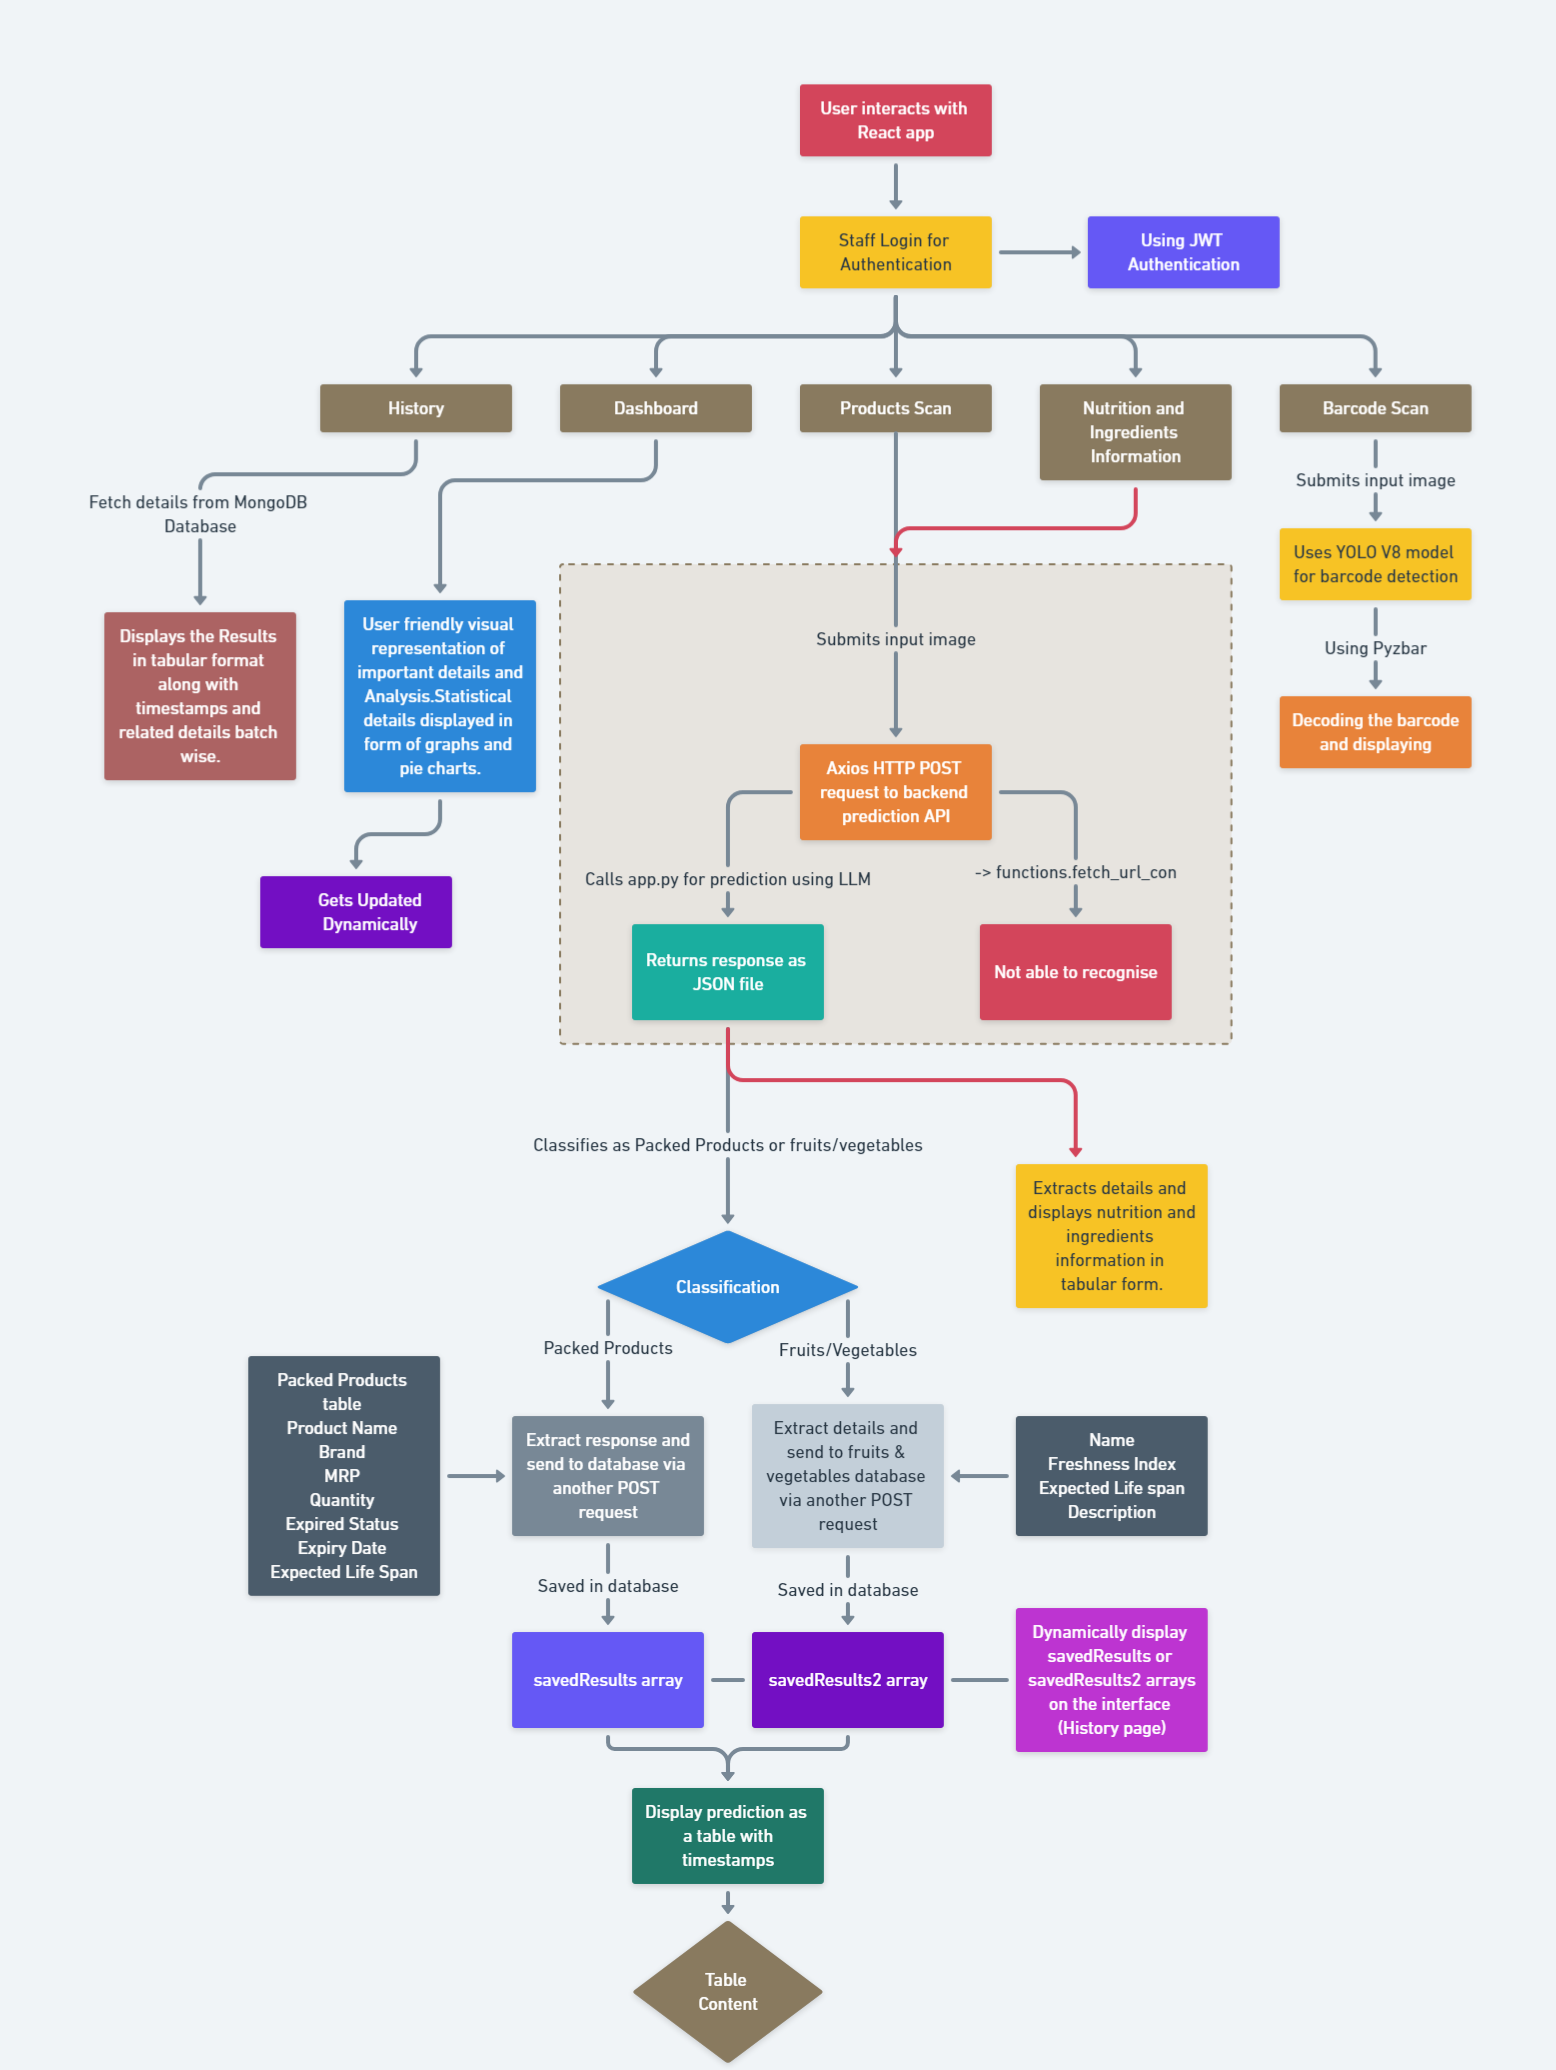 User interacts with
React app
Staff Login for
Authentication
Using JWT
Authentication
History
Dashboard
Products Scan
Nutrition and
Ingredients
Information
Barcode Scan
Fetch details from MongoDB
Database
Submits input image
Uses YOLO V8 model
for barcode detection
Using Pyzbar
Decoding the barcode
and displaying
Displays the Results
in tabular format
along with
timestamps and
related details batch
wise.
User friendly visual
representation of
important details and
Analysis.Statistical
details displayed in
form of graphs and
pie charts.
Gets Updated
Dynamically
Submits input image
Axios HTTP POST
request to backend
prediction API
Calls app.py for prediction using LLM
-> functions.fetch_url_con
Returns response as
JSON file
Not able to recognise
Classifies as Packed Products or fruits/vegetables
Extracts details and
displays nutrition and
ingredients
information in
tabular form.
Classification
Packed Products
Fruits/Vegetables
Packed Products
table
Product Name
Brand
MRP
Quantity
Expired Status
Expiry Date
Expected Life Span
Extract response and
send to database via
another POST
request
Extract details and
send to fruits &
vegetables database
via another POST
request
Name
Freshness Index
Expected Life span
Description
Saved in database
Saved in database
savedResults array
savedResults2 array
Dynamically display
savedResults or
savedResults2 arrays
on the interface
(History page)
Display prediction as
a table with
timestamps
Table
Content